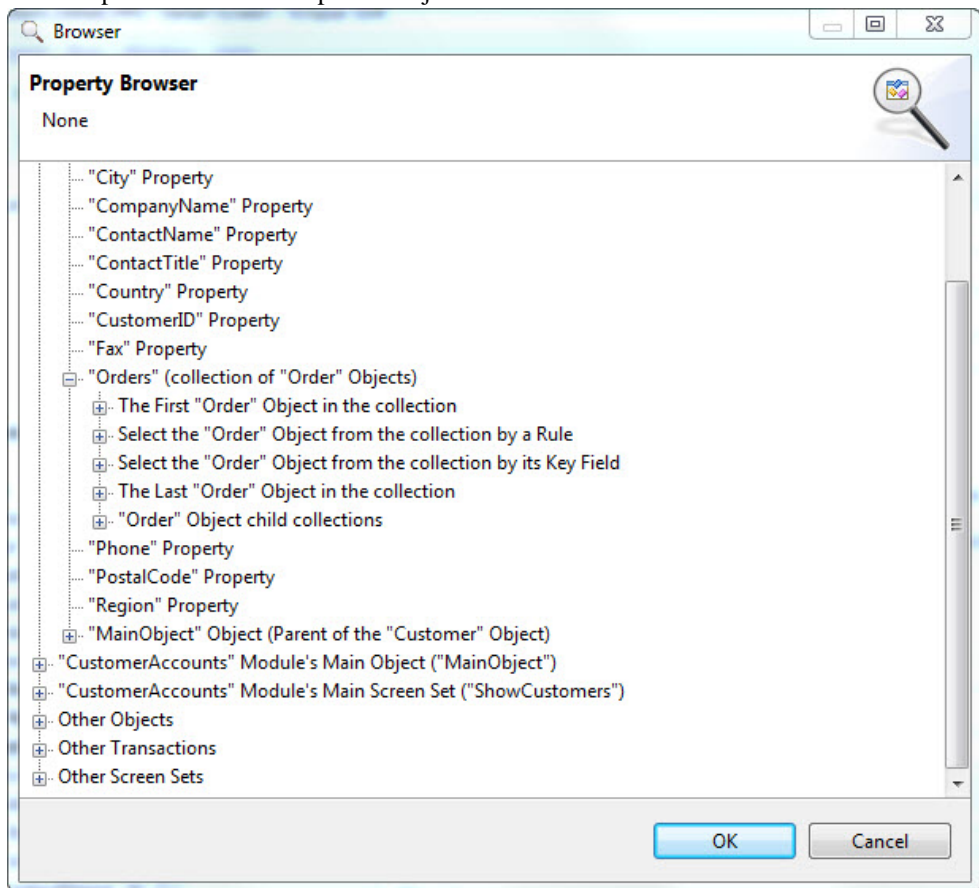 Browser
Property Browser
None
"City" Property
"CompanyName" Property
"ContactName" Property
"ContactTitle" Property
"Country" Property
"CustomerID" Property
"Fax" Property
"Orders" (collection of "Order" Objects)
The First "Order" Object in the collection
Select the "Order" Object from the collection by a Rule
Select the "Order" Object from the collection by its Key Field
The Last "Order" Object in the collection
"Order" Object child collections
"Phone" Property
"PostalCode" Property
"Region" Property
"MainObject" Object (Parent of the "Customer" Object)
"CustomerAccounts" Module's Main Object ("MainObject")
"CustomerAccounts" Module's Main Screen Set ("ShowCustomers")
Other Objects
Other Transactions
Other Screen Sets
OK Cancel